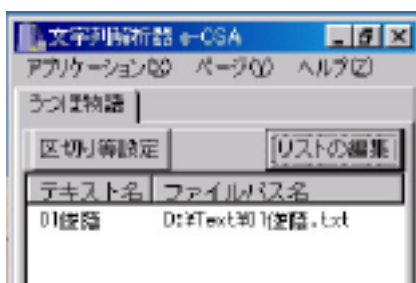 文字列解析器 e-CSA
アプリケーション(X) ページ(Y) ヘルプ(Z)
うつほ物語
区切り等設定 リストの編集
テキスト名 ファイルパス名
01俊蔭 D:¥Text¥01俊蔭.txt